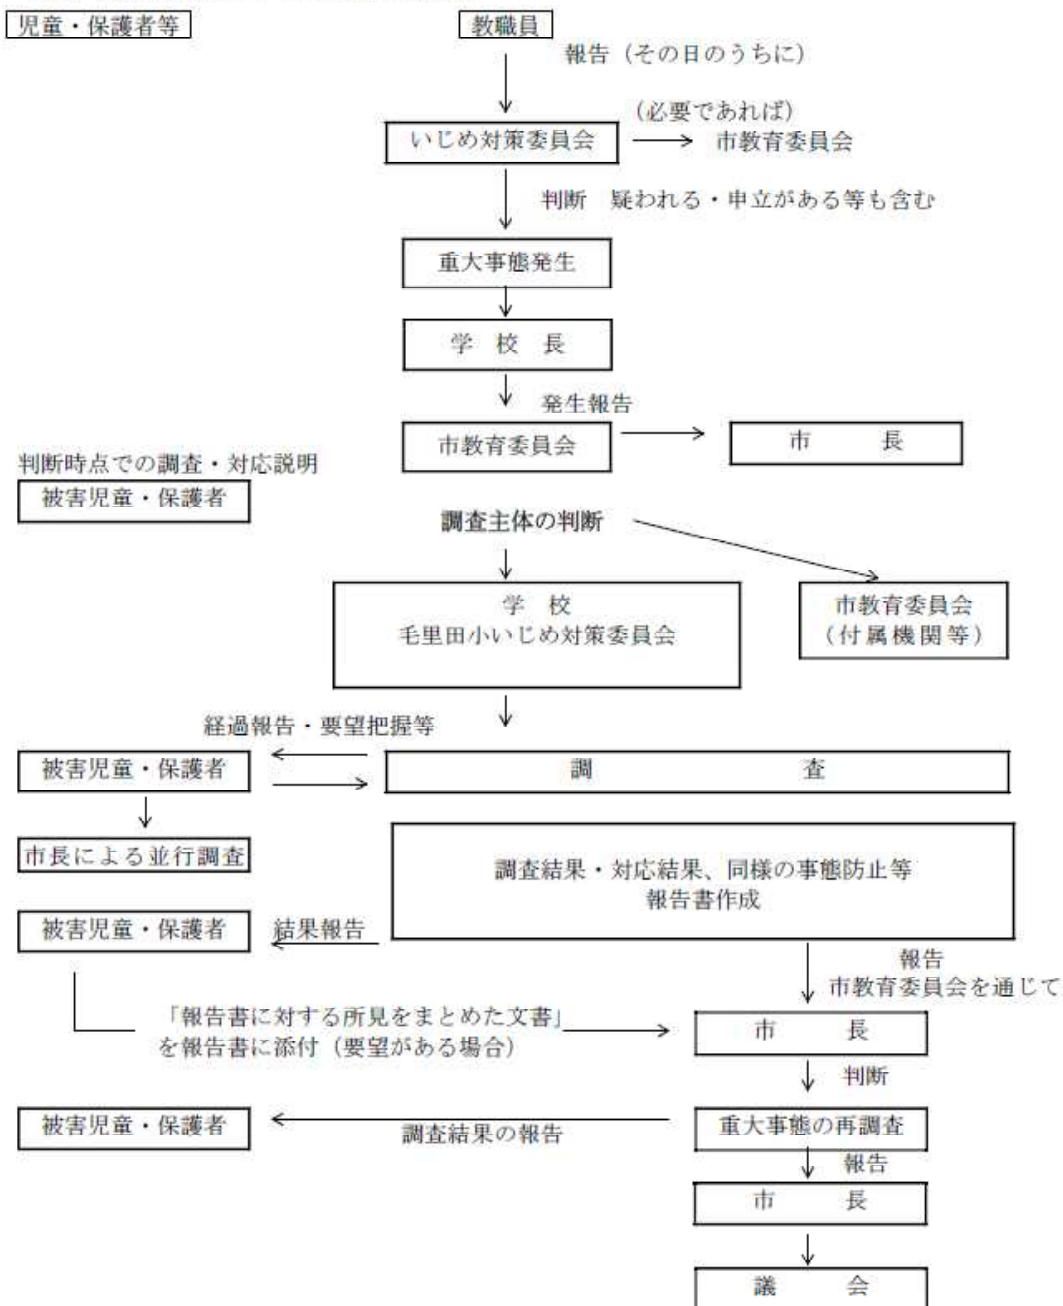 児童・保護者等
教職員
報告（その日のうちに）
（必要であれば）
いじめ対策委員会
市教育委員会
判断　疑われる・申立がある等も含む
重大事態発生
学　校　長
発生報告
市教育委員会
市　　　長
判断時点での調査・対応説明
被害児童・保護者
調査主体の判断
学　校
毛里田小いじめ対策委員会
市教育委員会
（付属機関等）
経過報告・要望把握等
被害児童・保護者
調　　　　　　　　　査
市長による並行調査
調査結果・対応結果、同様の事態防止等
報告書作成
被害児童・保護者
結果報告
報告
市教育委員会を通じて
「報告書に対する所見をまとめた文書」
を報告書に添付（要望がある場合）
市　　　長
判断
被害児童・保護者
調査結果の報告
重大事態の再調査
報告
市　　　長
議　　　会